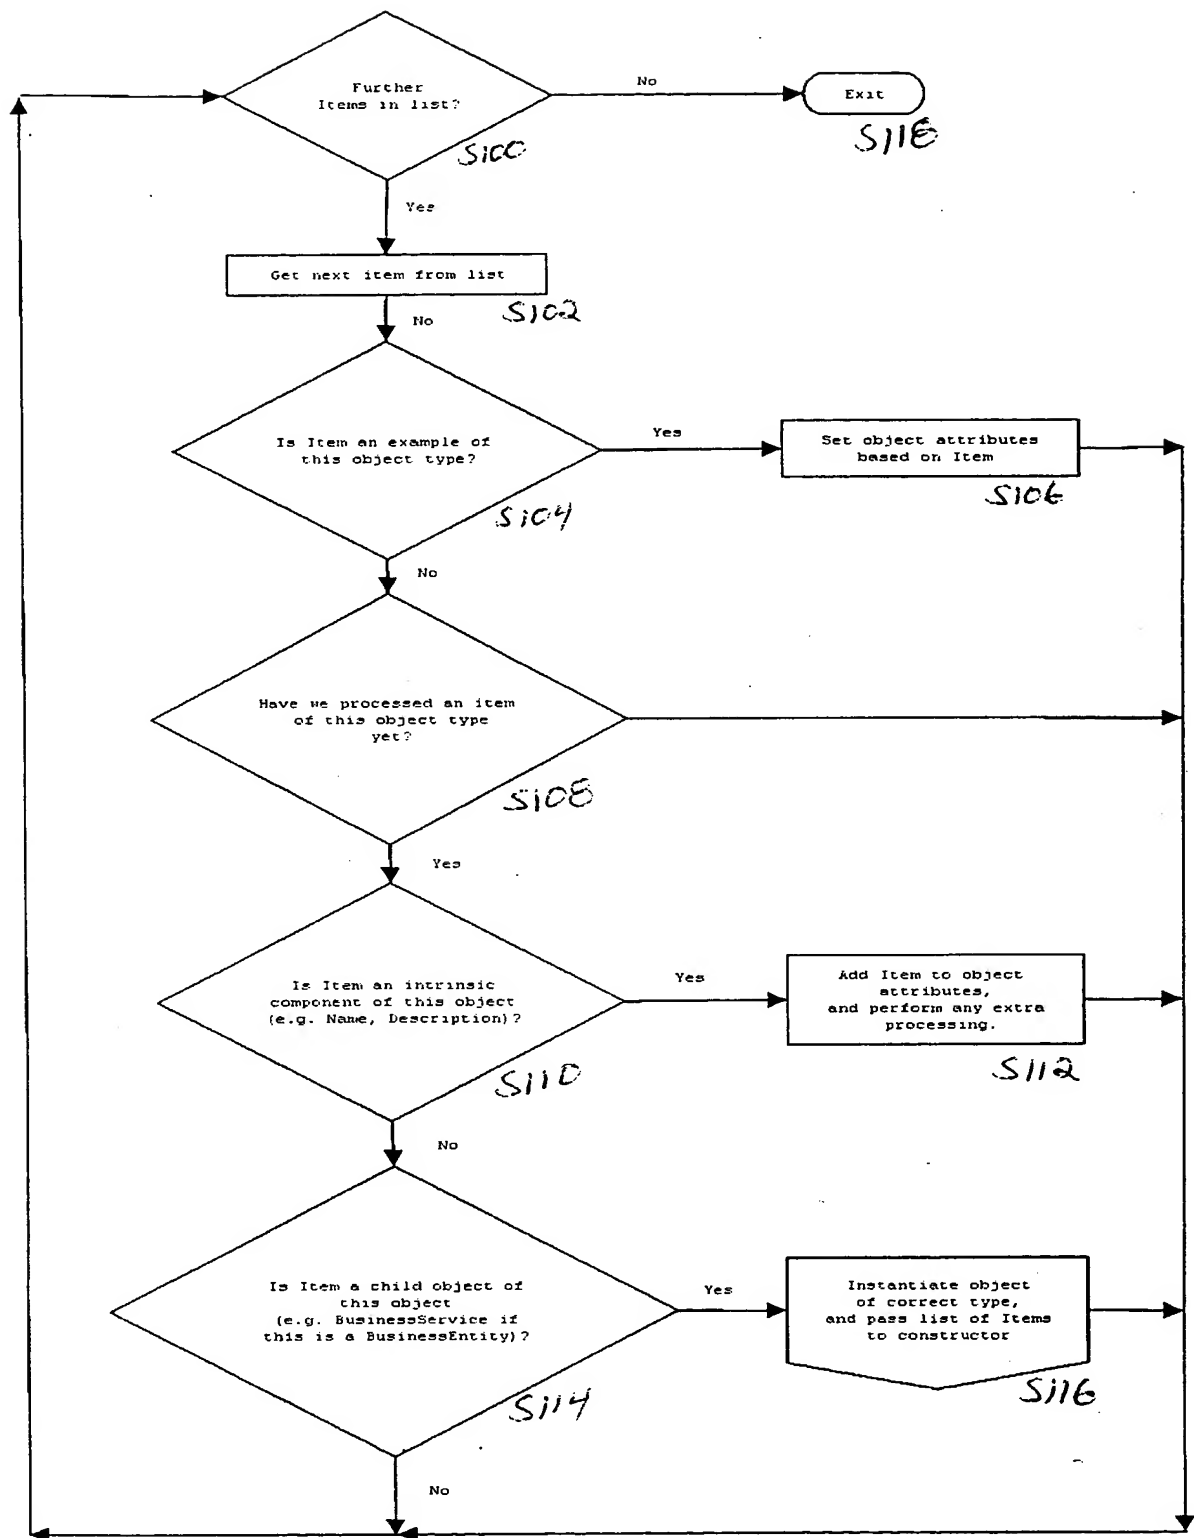 Further
Items in list?
No
Exit
S100
S118
Yes
Get next item from list
S102
No
Is Item an example of
this object type?
Yes
Set object attributes
based on Item
S104
S106
No
Have we processed an item
of this object type
yet?
S108
Yes
Is Item an intrinsic
component of this object
(e.g. Name, Description)?
Yes
Add Item to object
attributes,
and perform any extra
processing.
S110
S112
No
Is Item a child object of
this object
(e.g. BusinessService if
this is a BusinessEntity)?
Yes
Instantiate object
of correct type,
and pass list of Items
to constructor
S114
S116
No